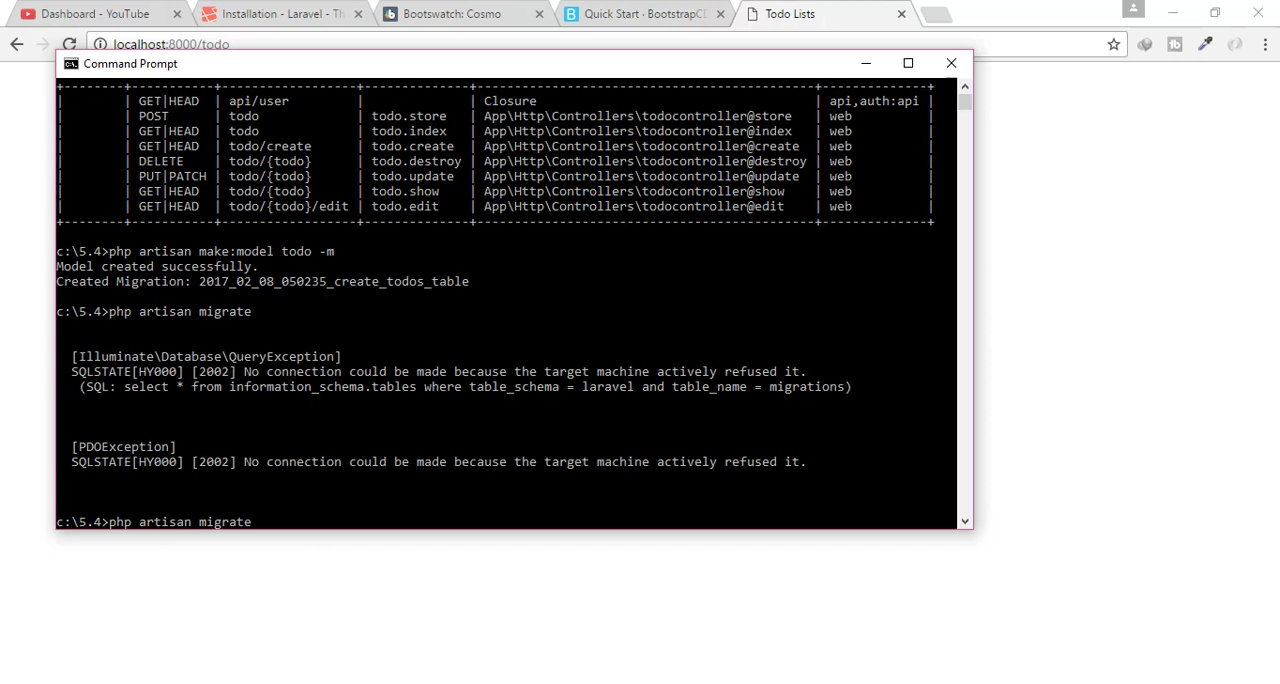 Dashboard - YouTube
Installation - Laravel - Th
Bootswatch: Cosmo
Quick Start · BootstrapCD
Todo Lists
localhost:8000/todo
Command Prompt
+--------+-----------+------------------+-------------+---------------------------------------------+--------------+
| | GET|HEAD | api/user | | Closure | api,auth:api |
| | POST | todo | todo.store | App\Http\Controllers\todocontroller@store | web |
| | GET|HEAD | todo | todo.index | App\Http\Controllers\todocontroller@index | web |
| | GET|HEAD | todo/create | todo.create | App\Http\Controllers\todocontroller@create | web |
| | DELETE | todo/{todo} | todo.destroy | App\Http\Controllers\todocontroller@destroy | web |
| | PUT|PATCH | todo/{todo} | todo.update | App\Http\Controllers\todocontroller@update | web |
| | GET|HEAD | todo/{todo} | todo.show | App\Http\Controllers\todocontroller@show | web |
| | GET|HEAD | todo/{todo}/edit | todo.edit | App\Http\Controllers\todocontroller@edit | web |
+--------+-----------+------------------+-------------+---------------------------------------------+--------------+
c:\5.4>php artisan make:model todo -m
Model created successfully.
Created Migration: 2017_02_08_050235_create_todos_table
c:\5.4>php artisan migrate
[Illuminate\Database\QueryException]
SQLSTATE[HY000] [2002] No connection could be made because the target machine actively refused it.
(SQL: select * from information_schema.tables where table_schema = laravel and table_name = migrations)
[PDOException]
SQLSTATE[HY000] [2002] No connection could be made because the target machine actively refused it.
c:\5.4>php artisan migrate